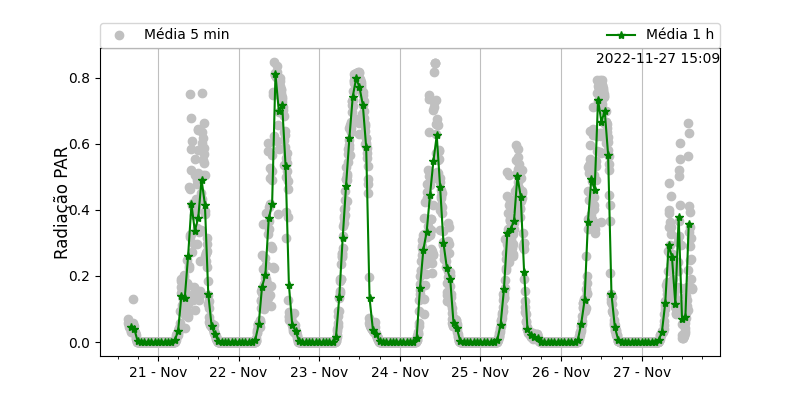 Média 5 min
Média 1 h
2022-11-27 15:09
Radiação PAR
0.8
0.6
0.4
0.2
0.0
21 - Nov
22 - Nov
23 - Nov
24 - Nov
25 - Nov
26 - Nov
27 - Nov